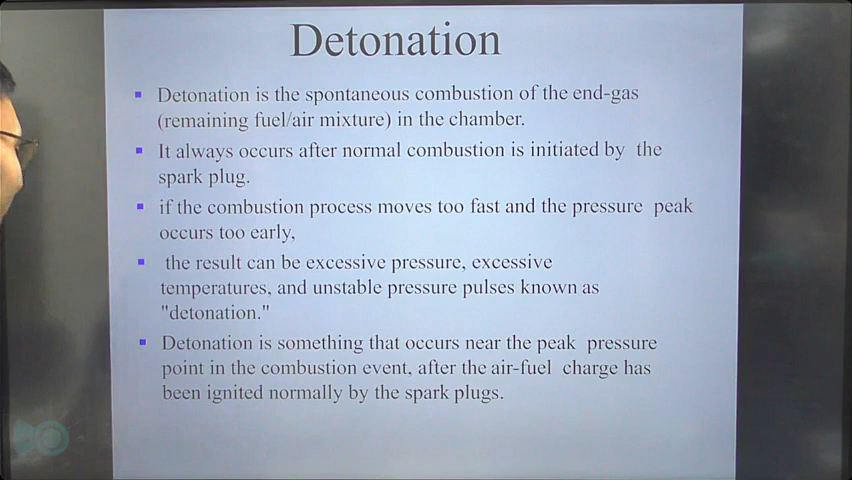 Detonation
▪ Detonation is the spontaneous combustion of the end-gas
(remaining fuel/air mixture) in the chamber.
▪ It always occurs after normal combustion is initiated by the
spark plug.
▪ if the combustion process moves too fast and the pressure peak
occurs too early,
▪ the result can be excessive pressure, excessive
temperatures, and unstable pressure pulses known as
"detonation."
▪ Detonation is something that occurs near the peak pressure
point in the combustion event, after the air-fuel charge has
been ignited normally by the spark plugs.